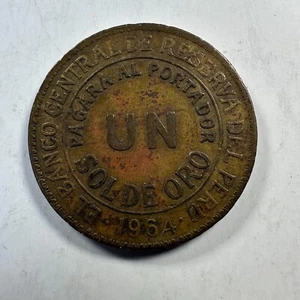 EL BANCO CENTRAL DE RESERVA DEL PERU
PAGARA AL PORTADOR
UN
SOL DE ORO
1964